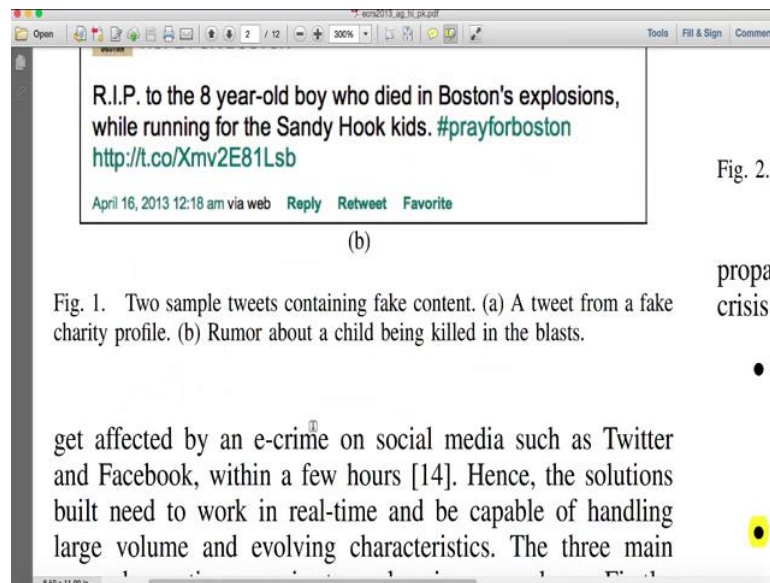 ecrs2013_ag_hl_pk.pdf
Open 2 / 12 300% Tools Fill & Sign Commen
R.I.P. to the 8 year-old boy who died in Boston's explosions,
while running for the Sandy Hook kids. #prayforboston
http://t.co/Xmv2E81Lsb
April 16, 2013 12:18 am via web Reply Retweet Favorite
(b)
Fig. 1. Two sample tweets containing fake content. (a) A tweet from a fake
charity profile. (b) Rumor about a child being killed in the blasts.
get affected by an e-crime on social media such as Twitter
and Facebook, within a few hours [14]. Hence, the solutions
built need to work in real-time and be capable of handling
large volume and evolving characteristics. The three main
Fig. 2.
propa
crisis